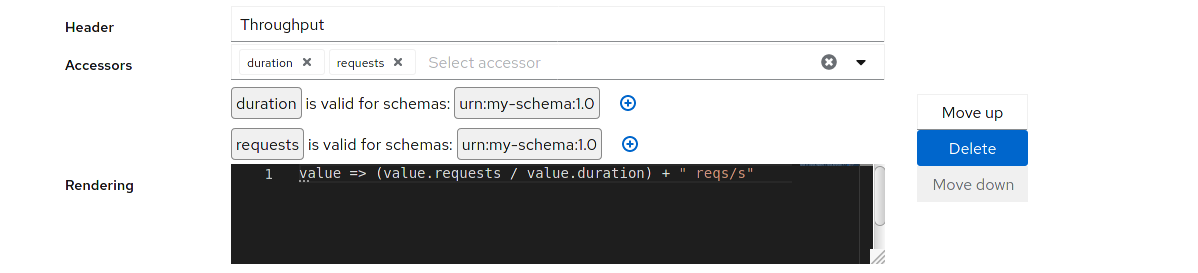 Header
Throughput
Accessors
duration requests Select accessor
duration is valid for schemas: urn:my-schema:1.0
requests is valid for schemas: urn:my-schema:1.0
Move up
Delete
Move down
Rendering
1 value => (value.requests / value.duration) + " reqs/s"